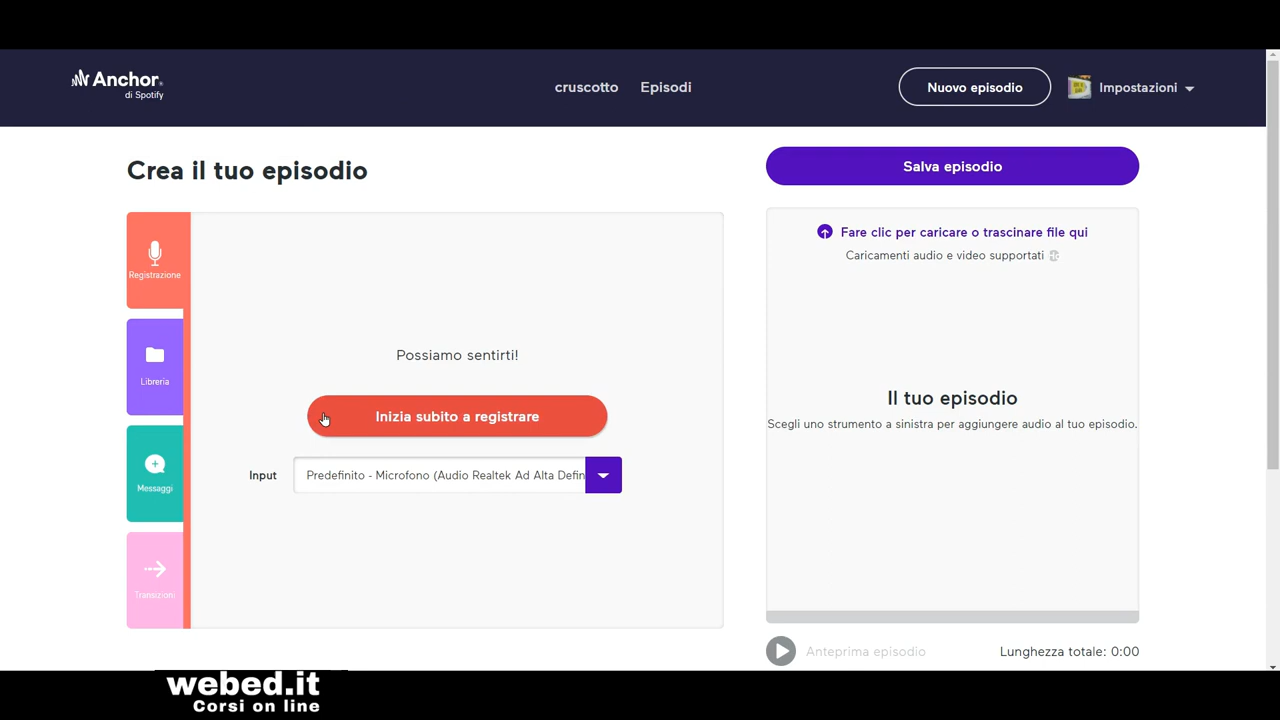 Anchor
di Spotify
cruscotto
Episodi
Nuovo episodio
Impostazioni
Crea il tuo episodio
Salva episodio
Registrazione
Libreria
Messaggi
Transizioni
Possiamo sentirti!
Inizia subito a registrare
Input
Predefinito - Microfono (Audio Realtek Ad Alta Defin
Fare clic per caricare o trascinare file qui
Caricamenti audio e video supportati
Il tuo episodio
Scegli uno strumento a sinistra per aggiungere audio al tuo episodio.
Anteprima episodio
Lunghezza totale: 0:00
webed.it
Corsi on line